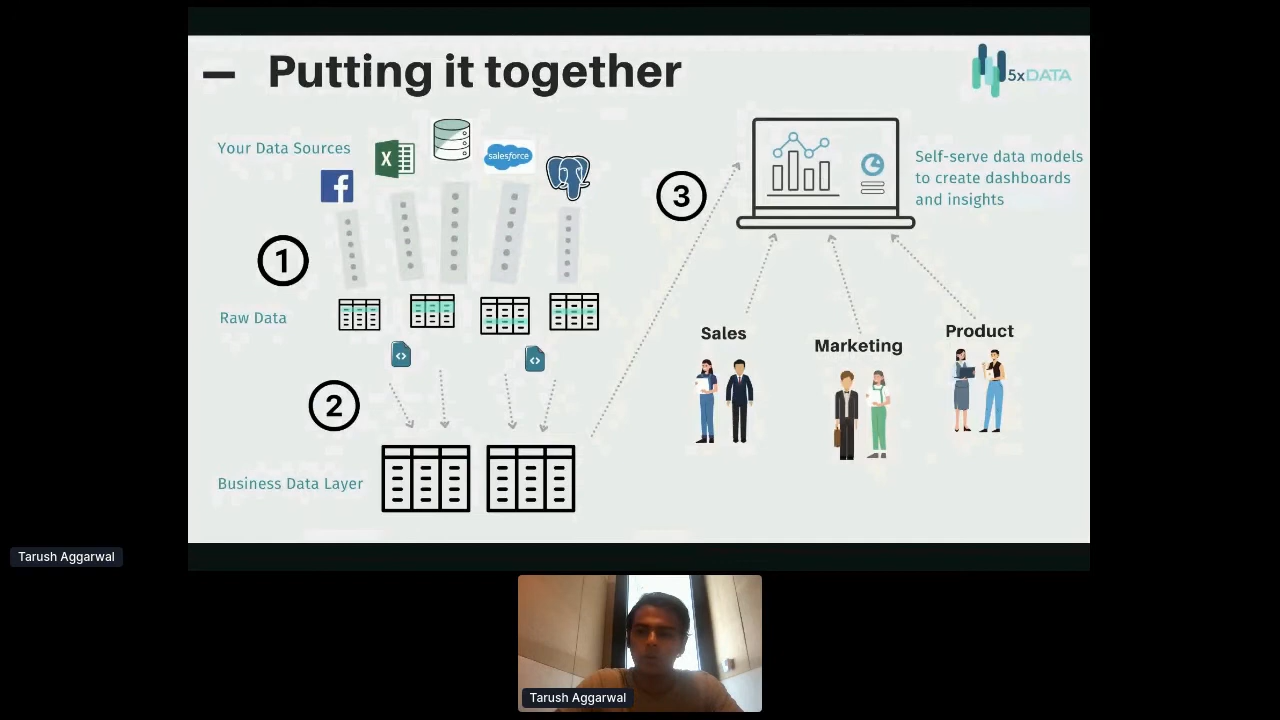 Putting it together
5xDATA
Your Data Sources
salesforce
X
f
1
Raw Data
2
Business Data Layer
3
Self-serve data models
to create dashboards
and insights
Sales
Marketing
Product
Tarush Aggarwal
Tarush Aggarwal